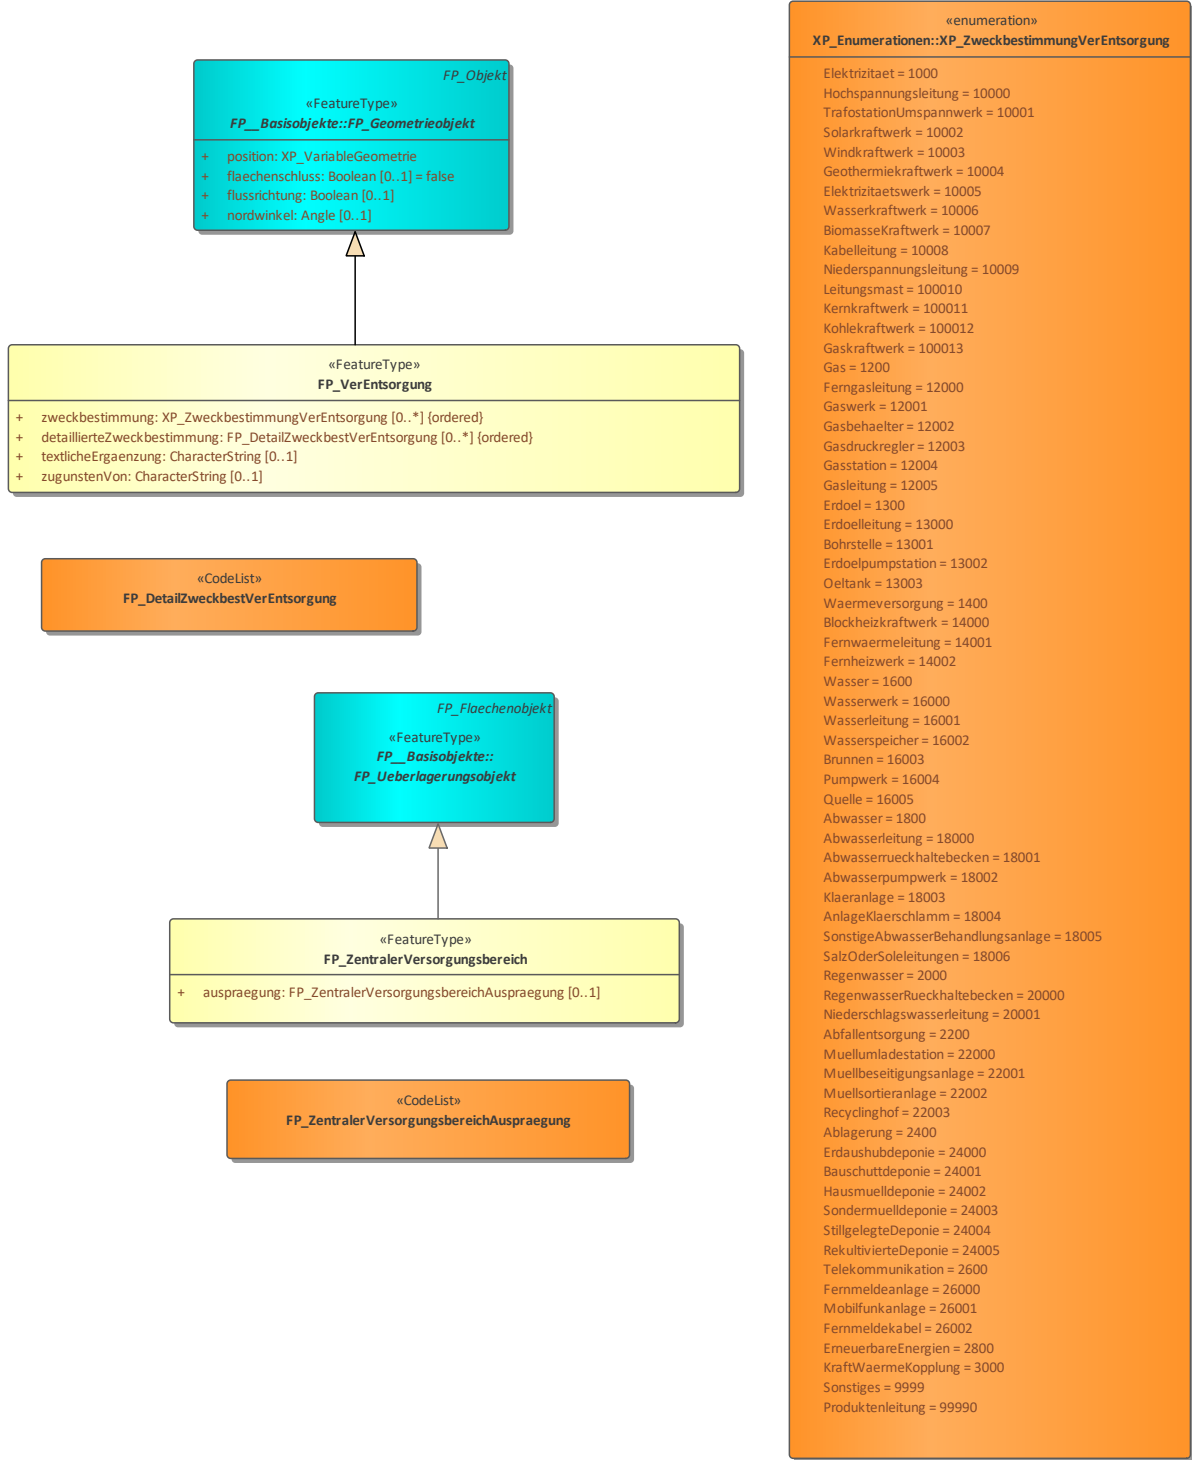 FP_Objekt
«FeatureType»
FP__Basisobjekte::FP_Geometrieobjekt
+ position: XP_VariableGeometrie
+ flaechenschluss: Boolean [0..1] = false
+ flussrichtung: Boolean [0..1]
+ nordwinkel: Angle [0..1]
«FeatureType»
FP_VerEntsorgung
+ zweckbestimmung: XP_ZweckbestimmungVerEntsorgung [0..*] {ordered}
+ detaillierteZweckbestimmung: FP_DetailZweckbestVerEntsorgung [0..*] {ordered}
+ textlicheErgaenzung: CharacterString [0..1]
+ zugunstenVon: CharacterString [0..1]
«CodeList»
FP_DetailZweckbestVerEntsorgung
FP_Flaechenobjekt
«FeatureType»
FP__Basisobjekte::
FP_Ueberlagerungsobjekt
«FeatureType»
FP_ZentralerVersorgungsbereich
+ auspraegung: FP_ZentralerVersorgungsbereichAuspraegung [0..1]
«CodeList»
FP_ZentralerVersorgungsbereichAuspraegung
«enumeration»
XP_Enumerationen::XP_ZweckbestimmungVerEntsorgung
Elektrizitaet = 1000
Hochspannungsleitung = 10000
TrafostationUmspannwerk = 10001
Solarkraftwerk = 10002
Windkraftwerk = 10003
Geothermiekraftwerk = 10004
Elektrizitaetswerk = 10005
Wasserkraftwerk = 10006
BiomasseKraftwerk = 10007
Kabelleitung = 10008
Niederspannungsleitung = 10009
Leitungsmast = 100010
Kernkraftwerk = 100011
Kohlekraftwerk = 100012
Gaskraftwerk = 100013
Gas = 1200
Ferngasleitung = 12000
Gaswerk = 12001
Gasbehaelter = 12002
Gasdruckregler = 12003
Gasstation = 12004
Gasleitung = 12005
Erdoel = 1300
Erdoelleitung = 13000
Bohrstelle = 13001
Erdoelpumpstation = 13002
Oeltank = 13003
Waermeversorgung = 1400
Blockheizkraftwerk = 14000
Fernwaermeleitung = 14001
Fernheizwerk = 14002
Wasser = 1600
Wasserwerk = 16000
Wasserleitung = 16001
Wasserspeicher = 16002
Brunnen = 16003
Pumpwerk = 16004
Quelle = 16005
Abwasser = 1800
Abwasserleitung = 18000
Abwasserrueckhaltebecken = 18001
Abwasserpumpwerk = 18002
Klaeranlage = 18003
AnlageKlaerschlamm = 18004
SonstigeAbwasserBehandlungsanlage = 18005
SalzOderSoleleitungen = 18006
Regenwasser = 2000
RegenwasserRueckhaltebecken = 20000
Niederschlagswasserleitung = 20001
Abfallentsorgung = 2200
Muellumladestation = 22000
Muellbeseitigungsanlage = 22001
Muellsortieranlage = 22002
Recyclinghof = 22003
Ablagerung = 2400
Erdaushubdeponie = 24000
Bauschuttdeponie = 24001
Hausmuelldeponie = 24002
Sondermuelldeponie = 24003
StillgelegteDeponie = 24004
RekultivierteDeponie = 24005
Telekommunikation = 2600
Fernmeldeanlage = 26000
Mobilfunkanlage = 26001
Fernmeldekabel = 26002
ErneuerbareEnergien = 2800
KraftWaermeKopplung = 3000
Sonstiges = 9999
Produktenleitung = 99990